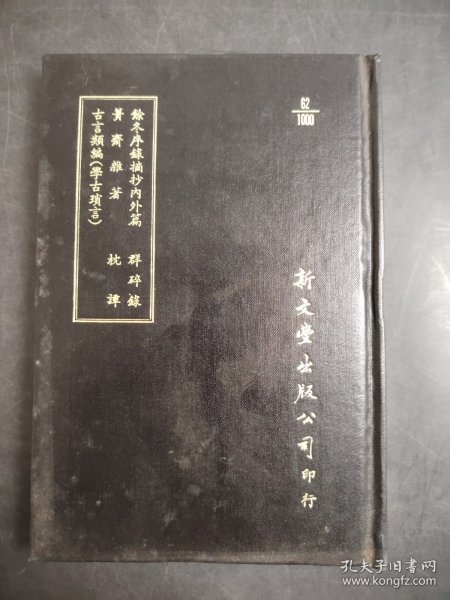 餘冬序錄摘抄內外篇 群碎錄
菁齋雜著 枕譚
古言類編（學古瑣言）
62
1000
新文豐出版公司印行
孔夫子旧书网
www.kongfz.com